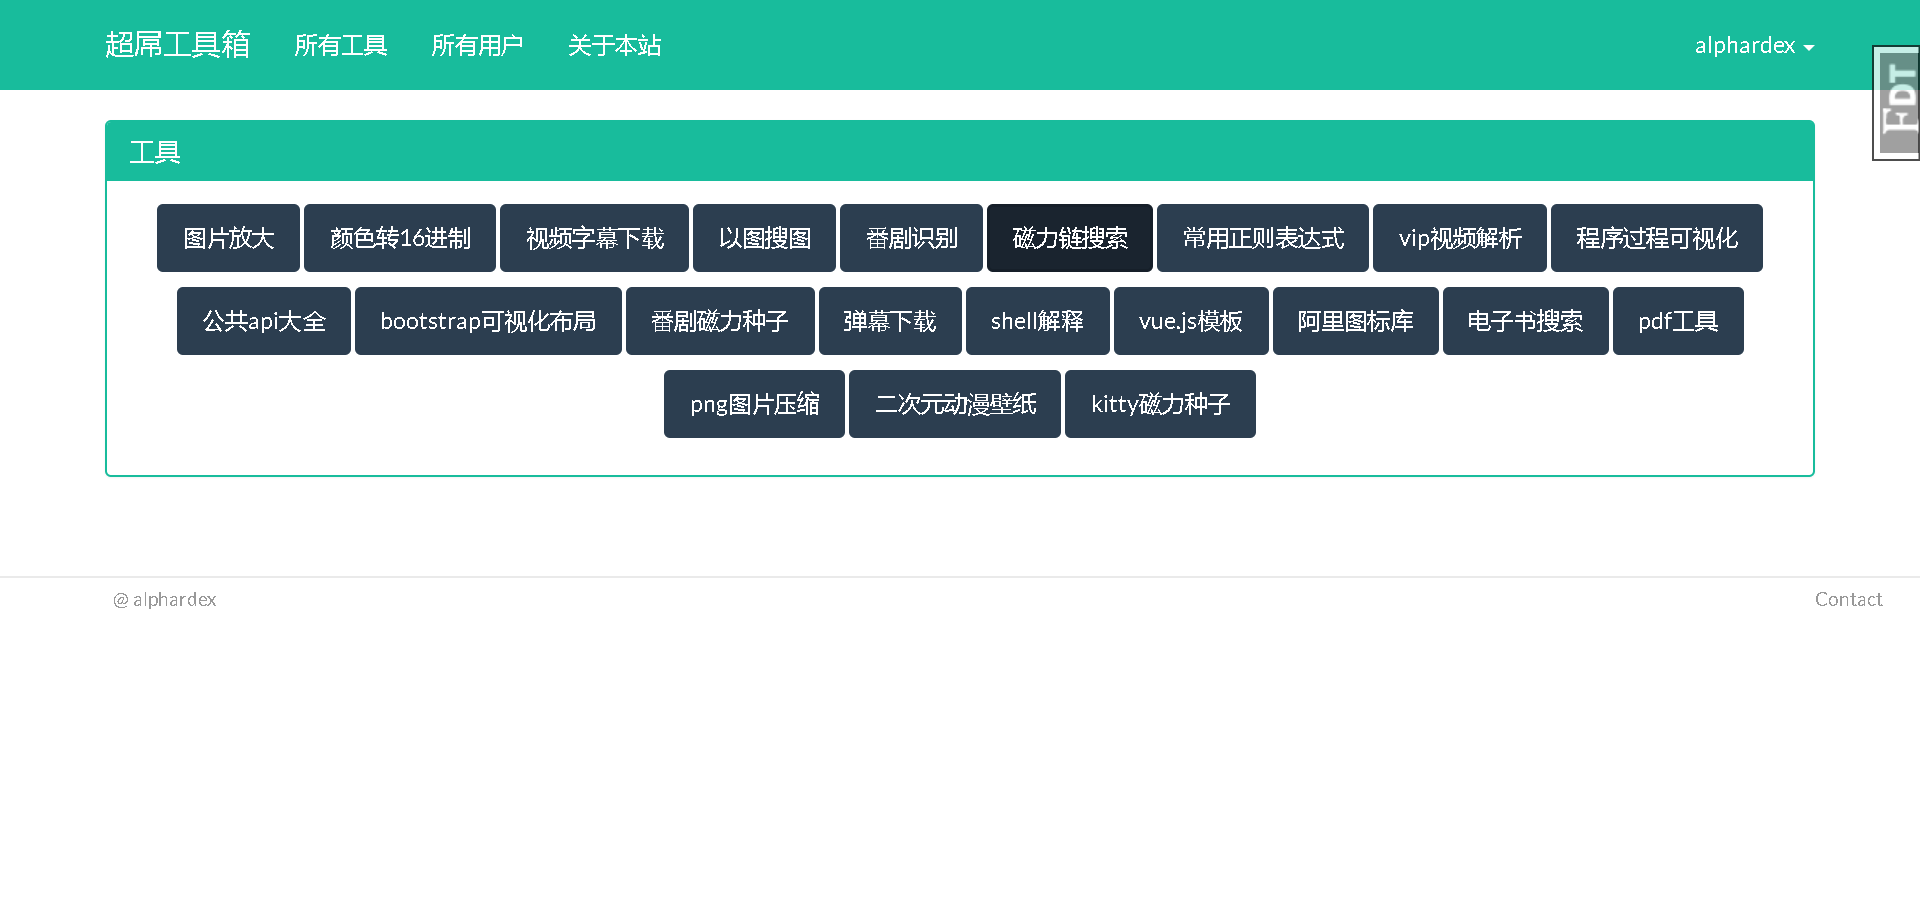 超屌工具箱 所有工具 所有用户 关于本站 alphardex
FDT
工具
图片放大 颜色转16进制 视频字幕下载 以图搜图 番剧识别 磁力链搜索 常用正则表达式 vip视频解析 程序过程可视化
公共api大全 bootstrap可视化布局 番剧磁力种子 弹幕下载 shell解释 vue.js模板 阿里图标库 电子书搜索 pdf工具
png图片压缩 二次元动漫壁纸 kitty磁力种子
@ alphardex Contact